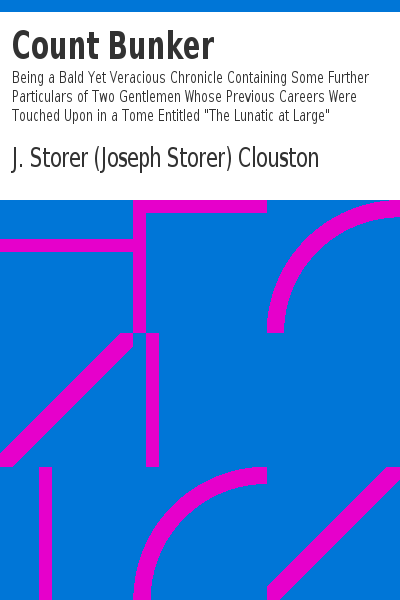 Count Bunker
Being a Bald Yet Veracious Chronicle Containing Some Further
Particulars of Two Gentlemen Whose Previous Careers Were
Touched Upon in a Tome Entitled "The Lunatic at Large"
J. Storer (Joseph Storer) Clouston